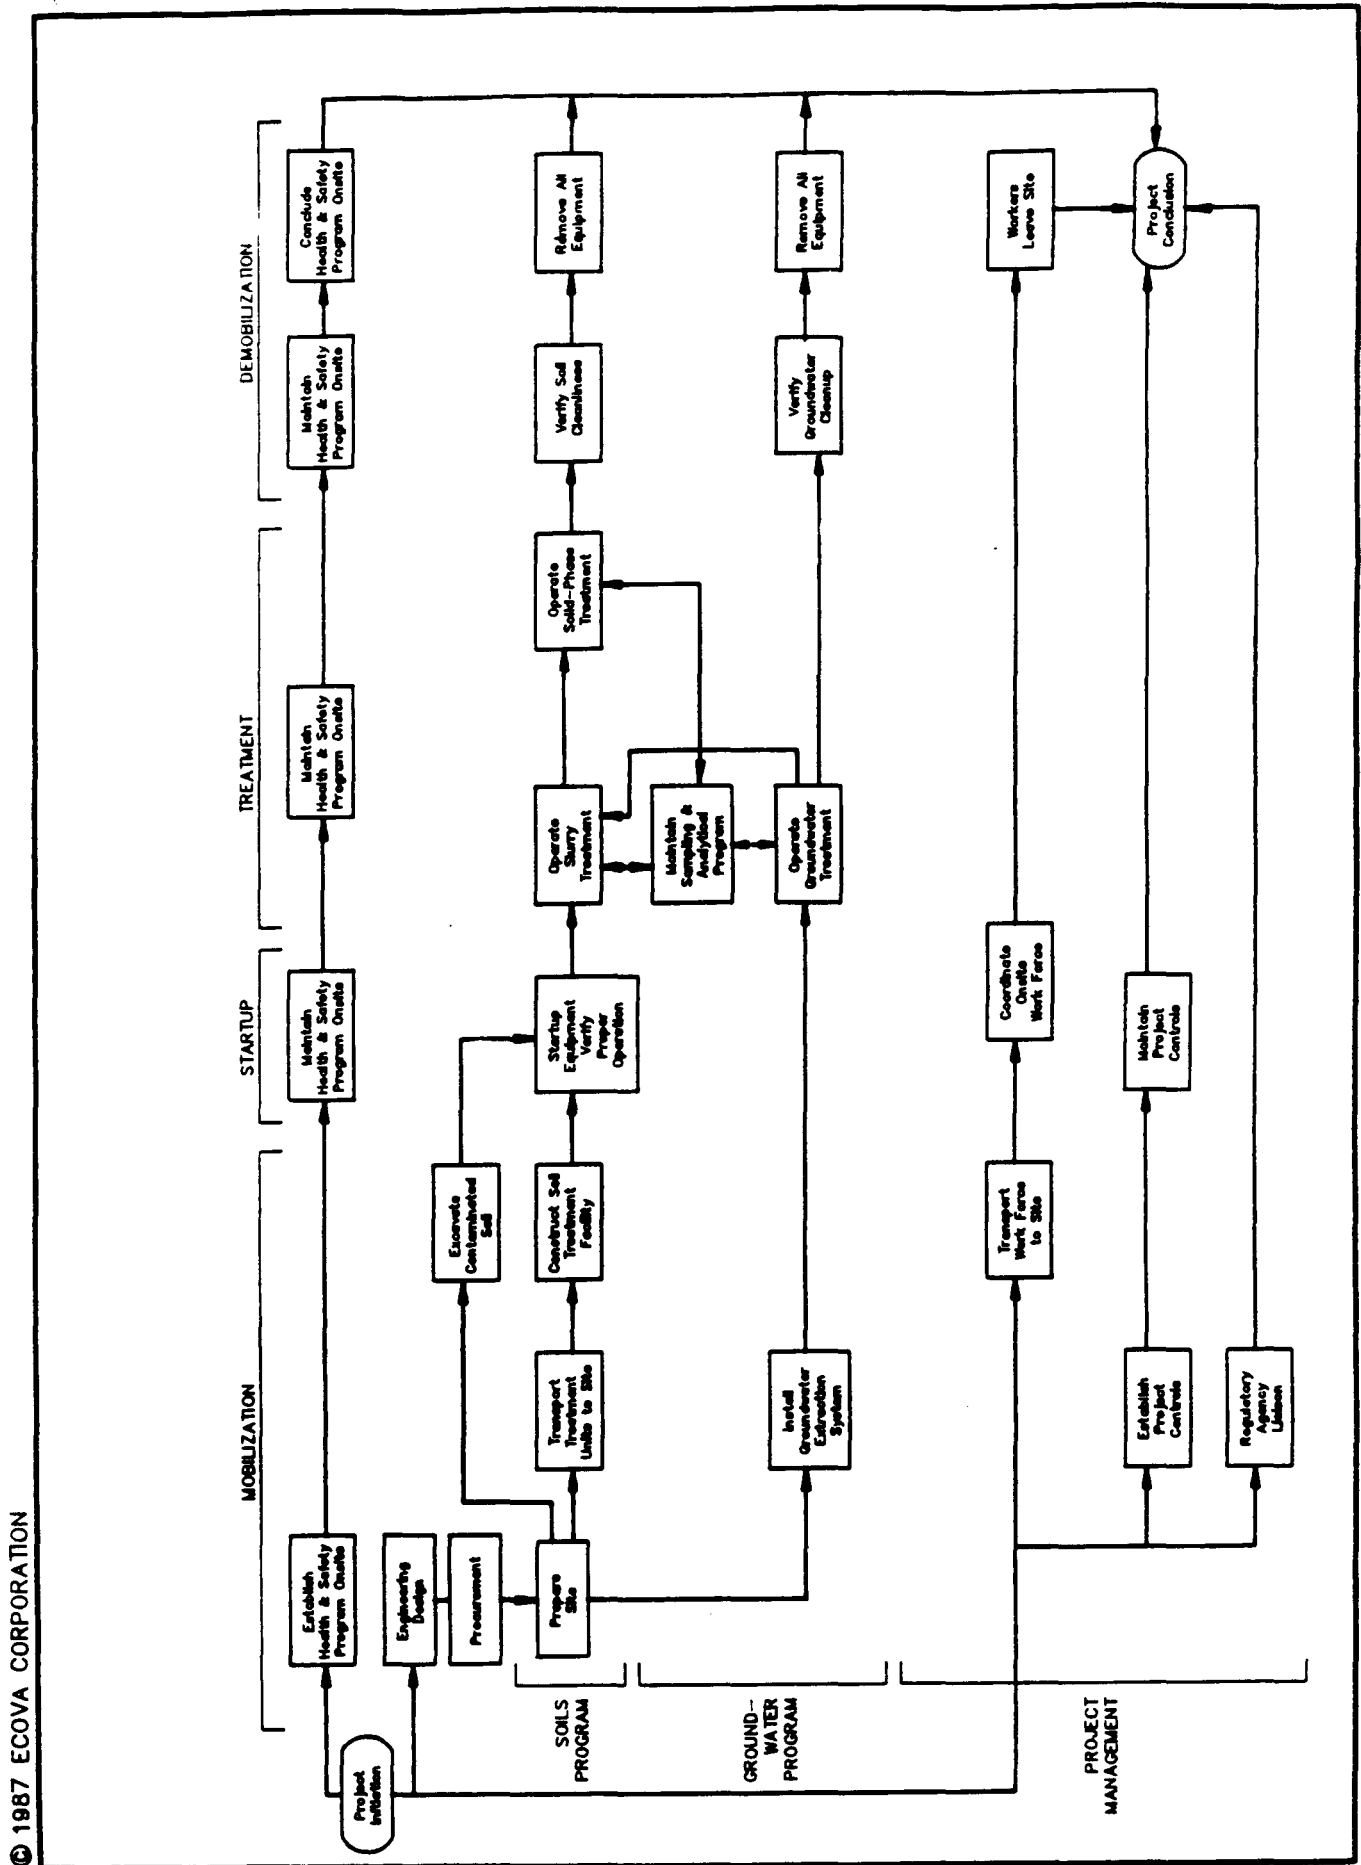 © 1987 ECOVA CORPORATION
MOBILIZATION
STARTUP
TREATMENT
DEMOBILIZATION
Project
Initiation
Establish
Health & Safety
Program Onsite
Maintain
Health & Safety
Program Onsite
Maintain
Health & Safety
Program Onsite
Maintain
Health & Safety
Program Onsite
Conclude
Health & Safety
Program Onsite
Engineering
Design
Procurement
Excavate
Contaminated
Soil
SOILS
PROGRAM
Prepare
Site
Transport
Treatment
Units to Site
Construct Soil
Treatment
Facility
Startup
Equipment
Verify
Proper
Operation
Operate
Slurry
Treatment
Operate
Solid-Phase
Treatment
Verify Soil
Cleanliness
Remove All
Equipment
Maintain
Sampling &
Analytical
Program
GROUND-
WATER
PROGRAM
Install
Groundwater
Extraction
System
Operate
Groundwater
Treatment
Verify
Groundwater
Cleanup
Remove All
Equipment
PROJECT
MANAGEMENT
Transport
Work Force
to Site
Coordinate
Onsite
Work Force
Workers
Leave Site
Establish
Project
Controls
Maintain
Project
Controls
Project
Conclusion
Regulatory
Agency
Liaison